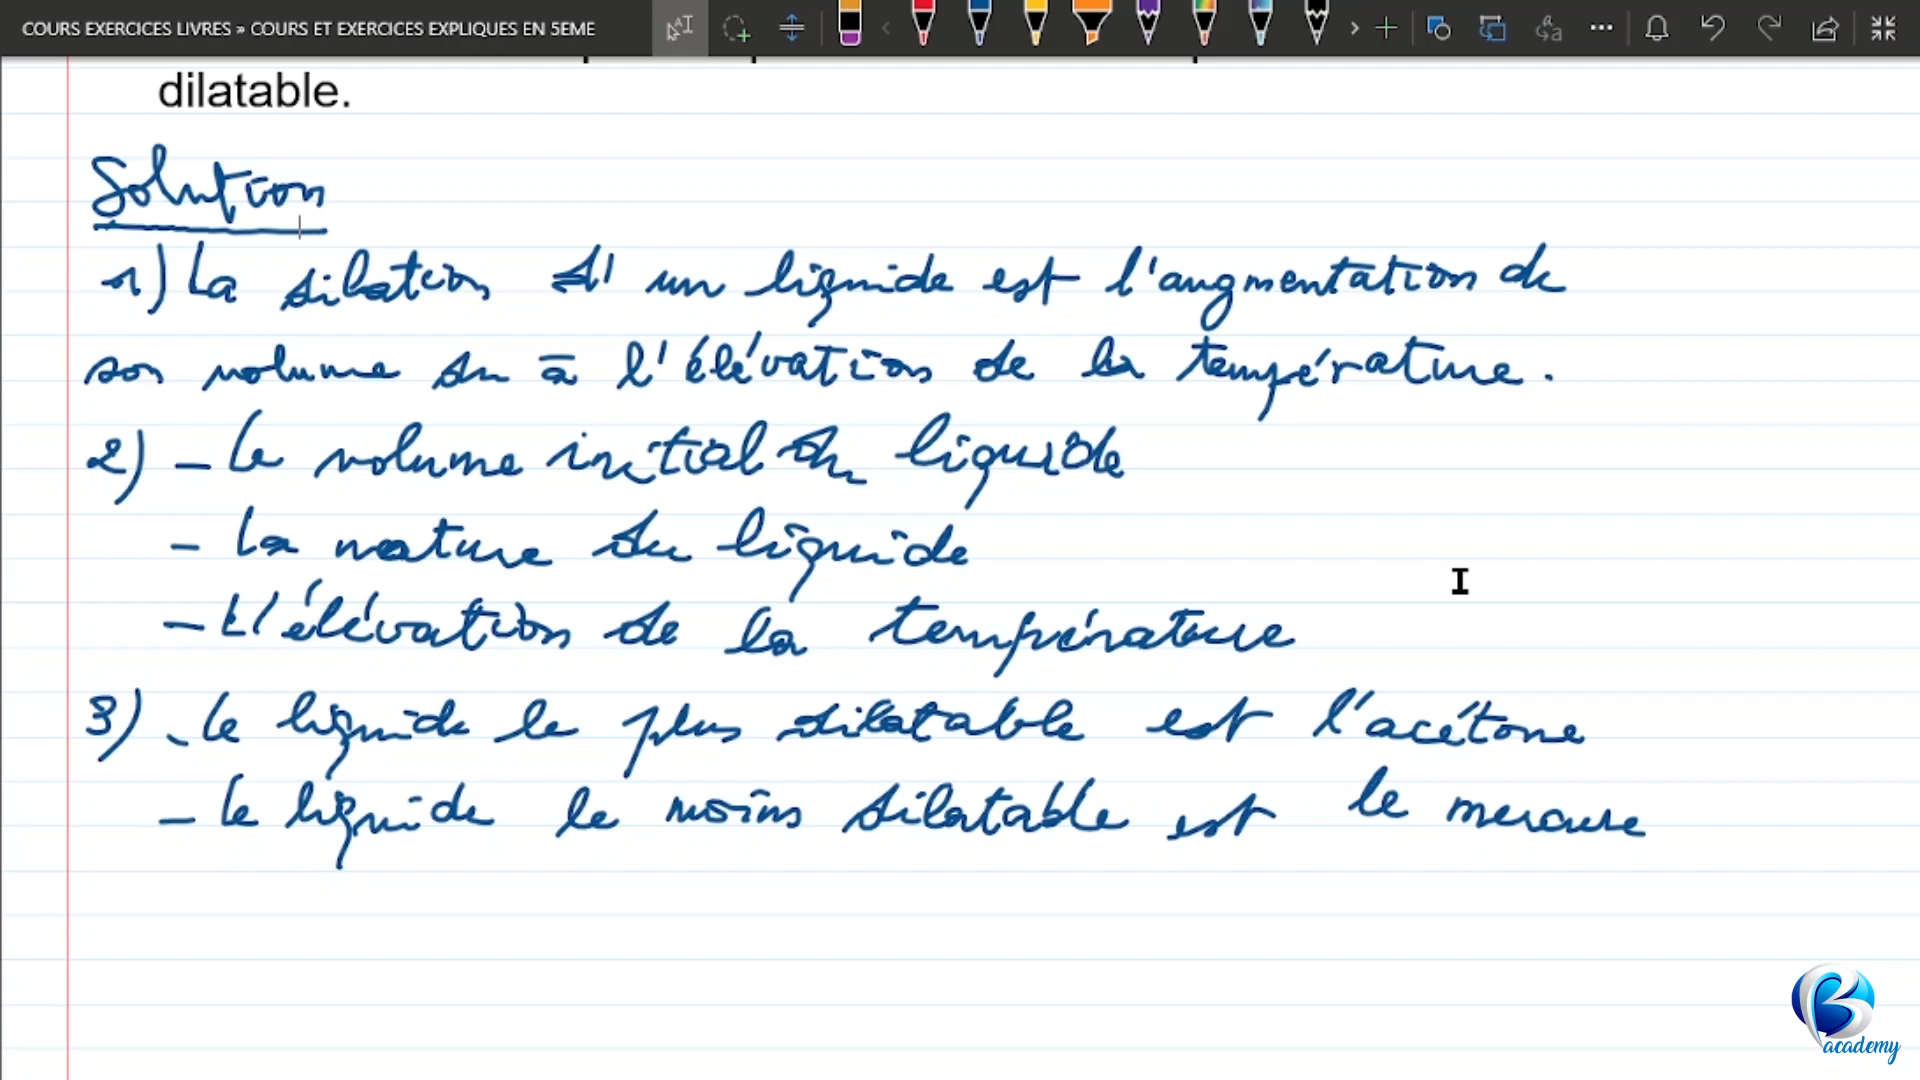 COURS EXERCICES LIVRES » COURS ET EXERCICES EXPLIQUES EN 5EME
dilatable.
Solution
1) La dilation d'un liquide est l'augmentation de
son volume du à l'élévation de la température.
2) - Le volume initial du liquide
- La nature du liquide
- L'élévation de la température
3) - Le liquide le plus dilatable est l'acétone
- Le liquide le moins dilatable est le mercure
B academy